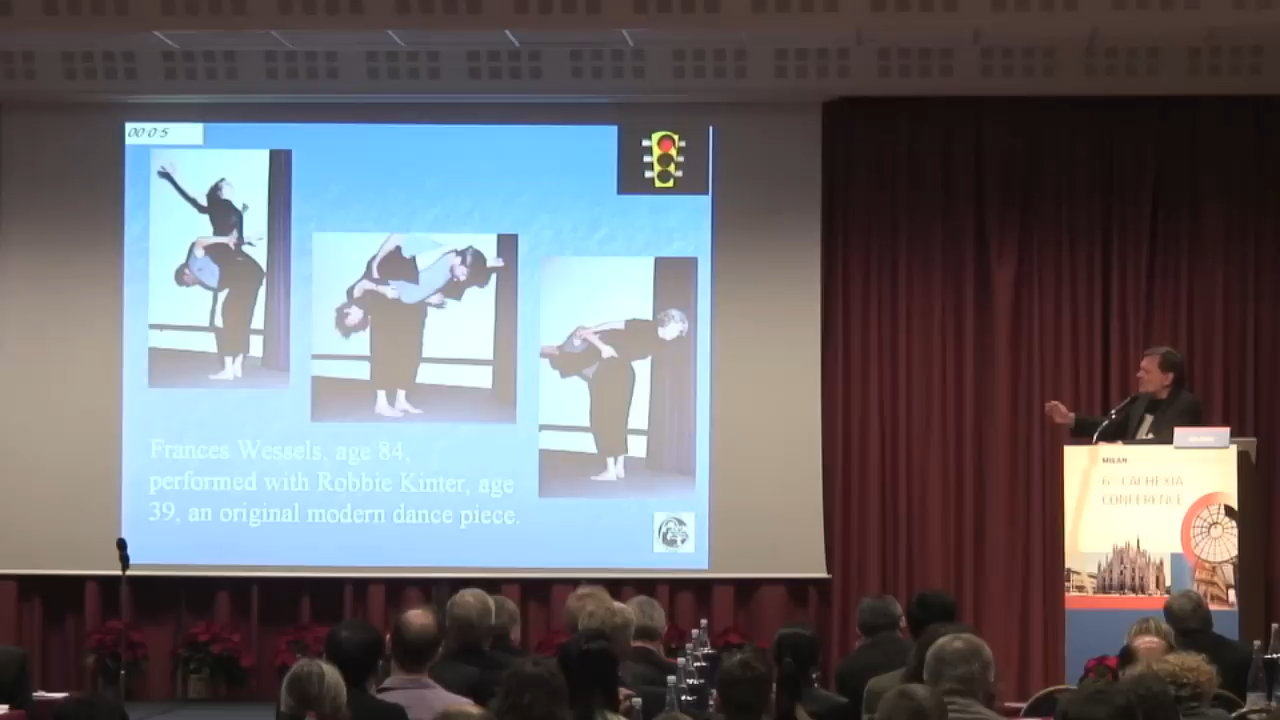 00:05
Frances Wessels, age 84,
performed with Robbie Kinter, age
39, an original modern dance piece.
MILAN
CACHEXIA
CONFERENCE